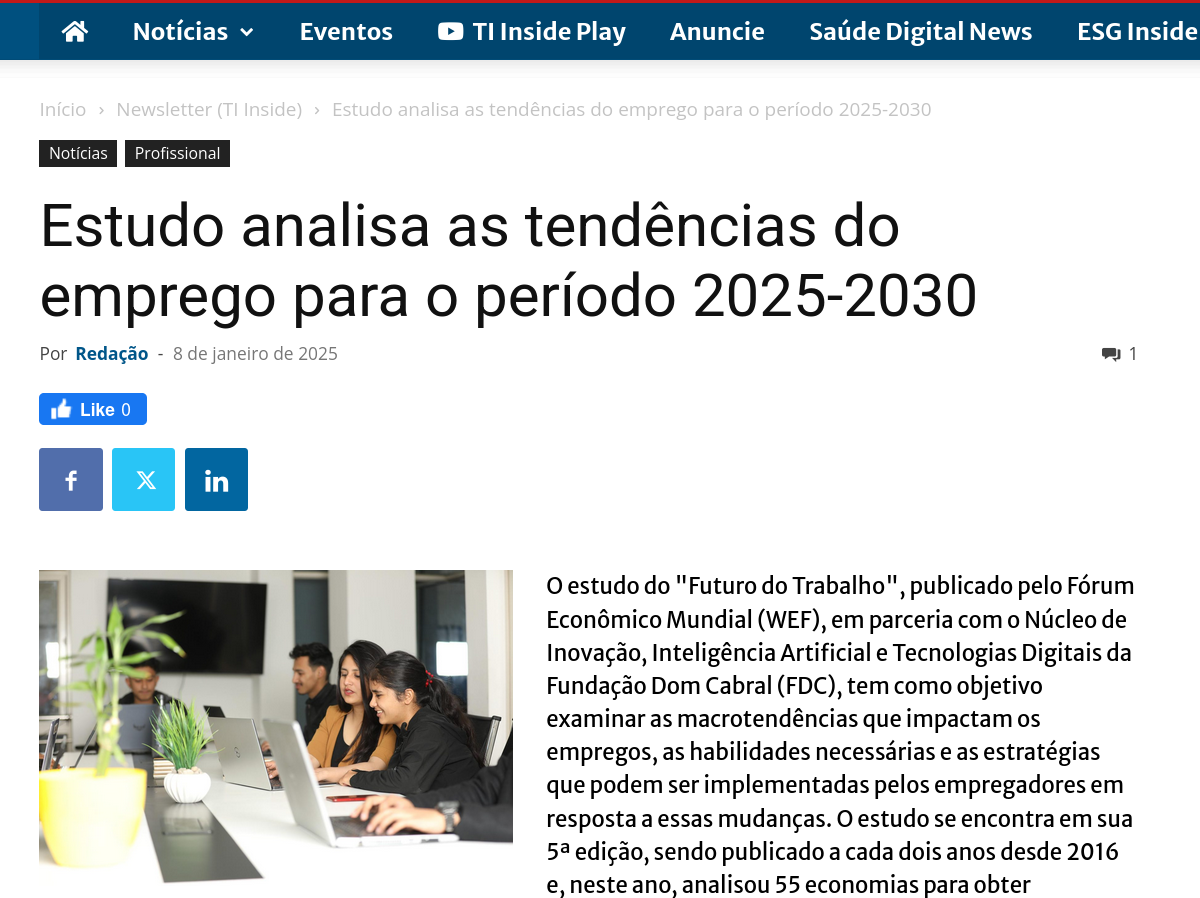 Notícias Eventos TI Inside Play Anuncie Saúde Digital News ESG Inside
Início › Newsletter (TI Inside) › Estudo analisa as tendências do emprego para o período 2025-2030
Notícias Profissional
Estudo analisa as tendências do
emprego para o período 2025-2030
Por Redação - 8 de janeiro de 2025 1
Like 0
O estudo do "Futuro do Trabalho", publicado pelo Fórum
Econômico Mundial (WEF), em parceria com o Núcleo de
Inovação, Inteligência Artificial e Tecnologias Digitais da
Fundação Dom Cabral (FDC), tem como objetivo
examinar as macrotendências que impactam os
empregos, as habilidades necessárias e as estratégias
que podem ser implementadas pelos empregadores em
resposta a essas mudanças. O estudo se encontra em sua
5ª edição, sendo publicado a cada dois anos desde 2016
e, neste ano, analisou 55 economias para obter